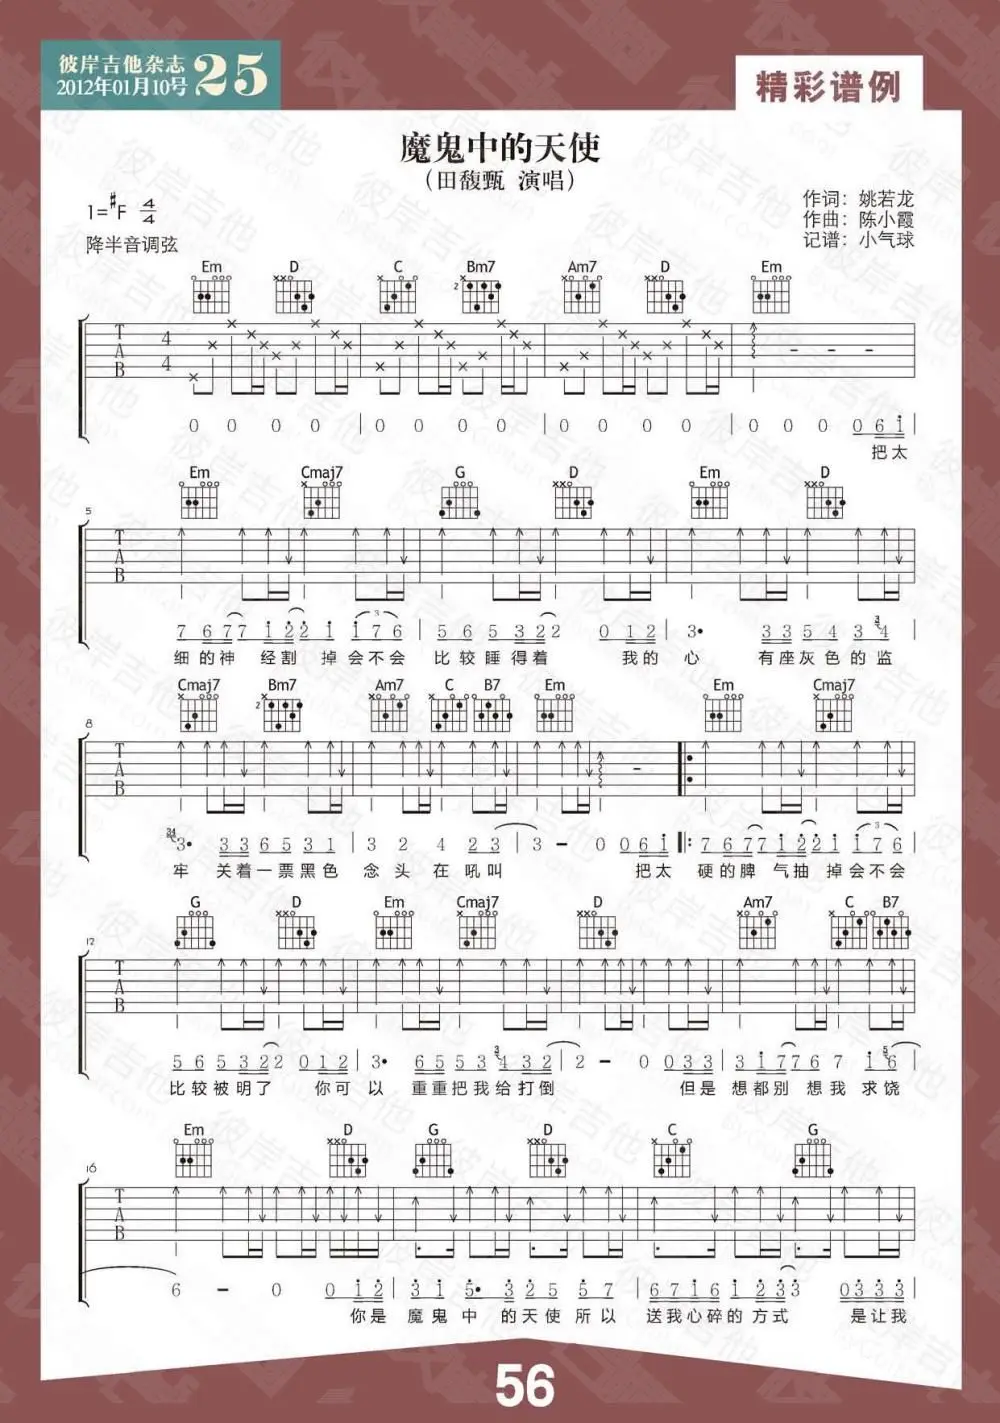 彼岸吉他杂志
2012年01月10号 25
精彩谱例
魔鬼中的天使
（田馥甄 演唱）
1=#F 4/4
降半音调弦
作词：姚若龙
作曲：陈小霞
记谱：小气球
Em D C Bm7 Am7 D Em
T A B 4 4
0 0 0 0 | 0 0 0 0 | 0 0 0 0 | 0 0 0 0 6 1
把太
Em Cmaj7 G D Em D
5
T A B
7 6 7 7 1 2 2 1 1 7 6 | 5 6 5 3 2 2 0 1 2 | 3· 3 3 5 4 3 4
细的神 经割 掉会不会 比较睡得着 我的心 有座灰色的监
Cmaj7 Bm7 Am7 C B7 Em Em Cmaj7
8
T A B
34 3· 3 3 6 5 3 1 | 3 2 4 2 3 | 3 - 0 0 6 1 |: 7 6 7 7 1 2 2 1 1 7 6
牢 关着一票黑色 念头在吼叫 把太 硬的脾 气抽 掉会不会
G D Em Cmaj7 D Am7 C B7
12
T A B
5 6 5 3 2 2 0 1 2 | 3· 6 5 5 3 3 4 3 2 | 2 - 0 0 3 3 | 3 1 7 7 6 7 1 5 6
比较被明了 你可以 重重把我给打倒 但是 想都别 想我 求饶
Em D G D C G
16
T A B
6 - 0 0 1 2 | 3 1 5· 3 2 5 5 7 | 6 7 1 6 1 2 3 3 0 3 3 3
你是 魔鬼中 的天使所以 送我心碎的方式 是让我
56